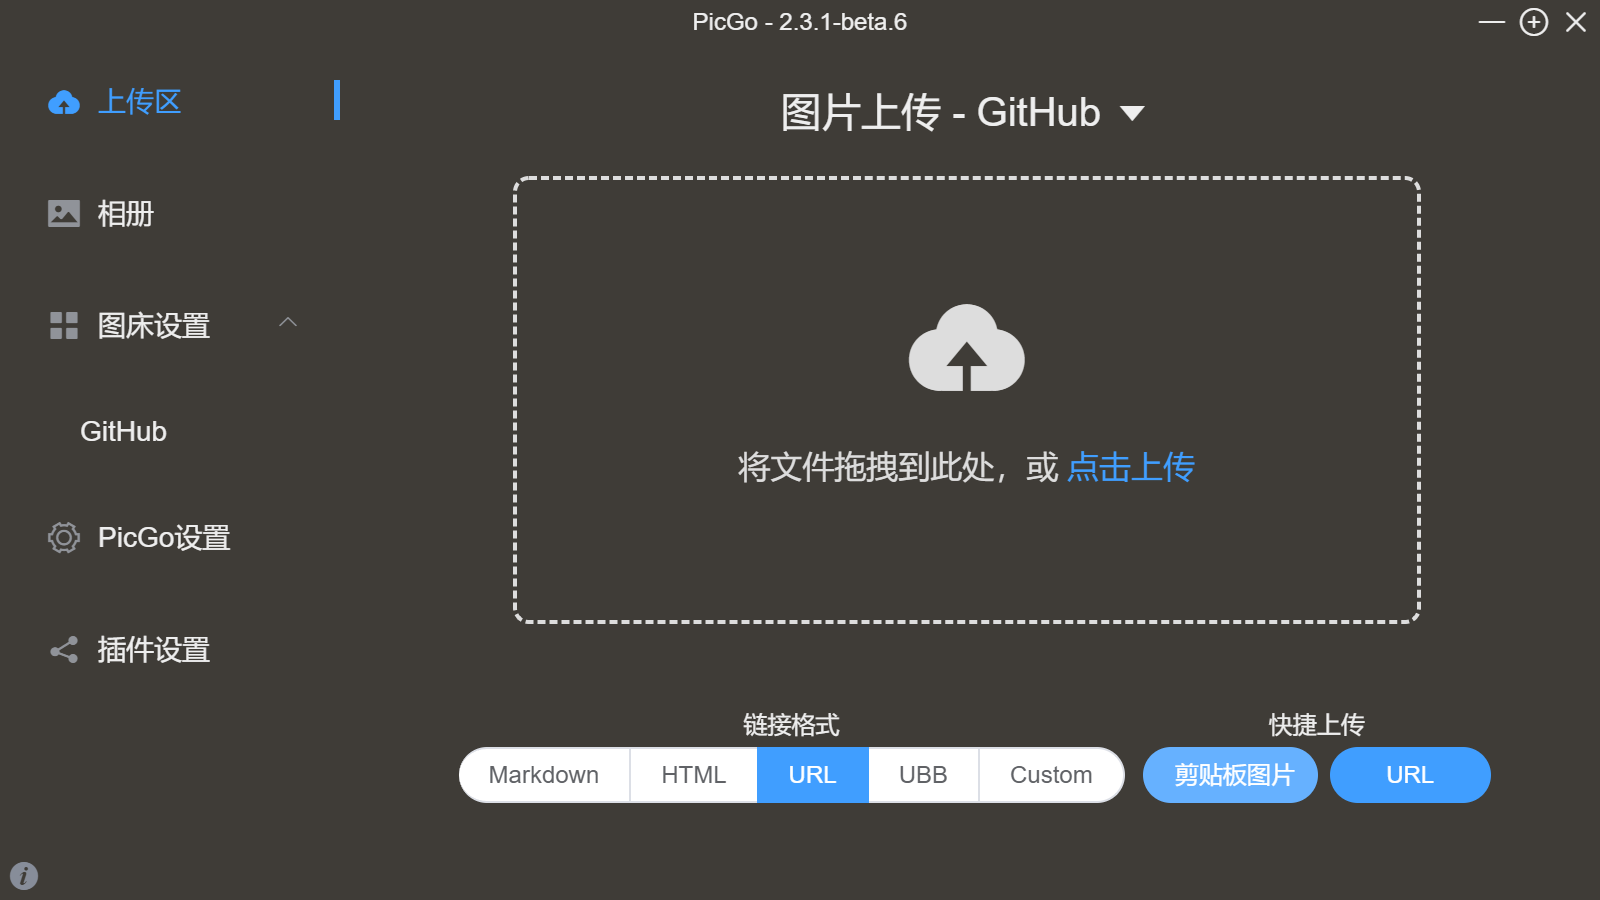 PicGo - 2.3.1-beta.6
上传区
相册
图床设置
GitHub
PicGo设置
插件设置
图片上传 - GitHub
将文件拖拽到此处，或 点击上传
链接格式
Markdown HTML URL UBB Custom
快捷上传
剪贴板图片 URL